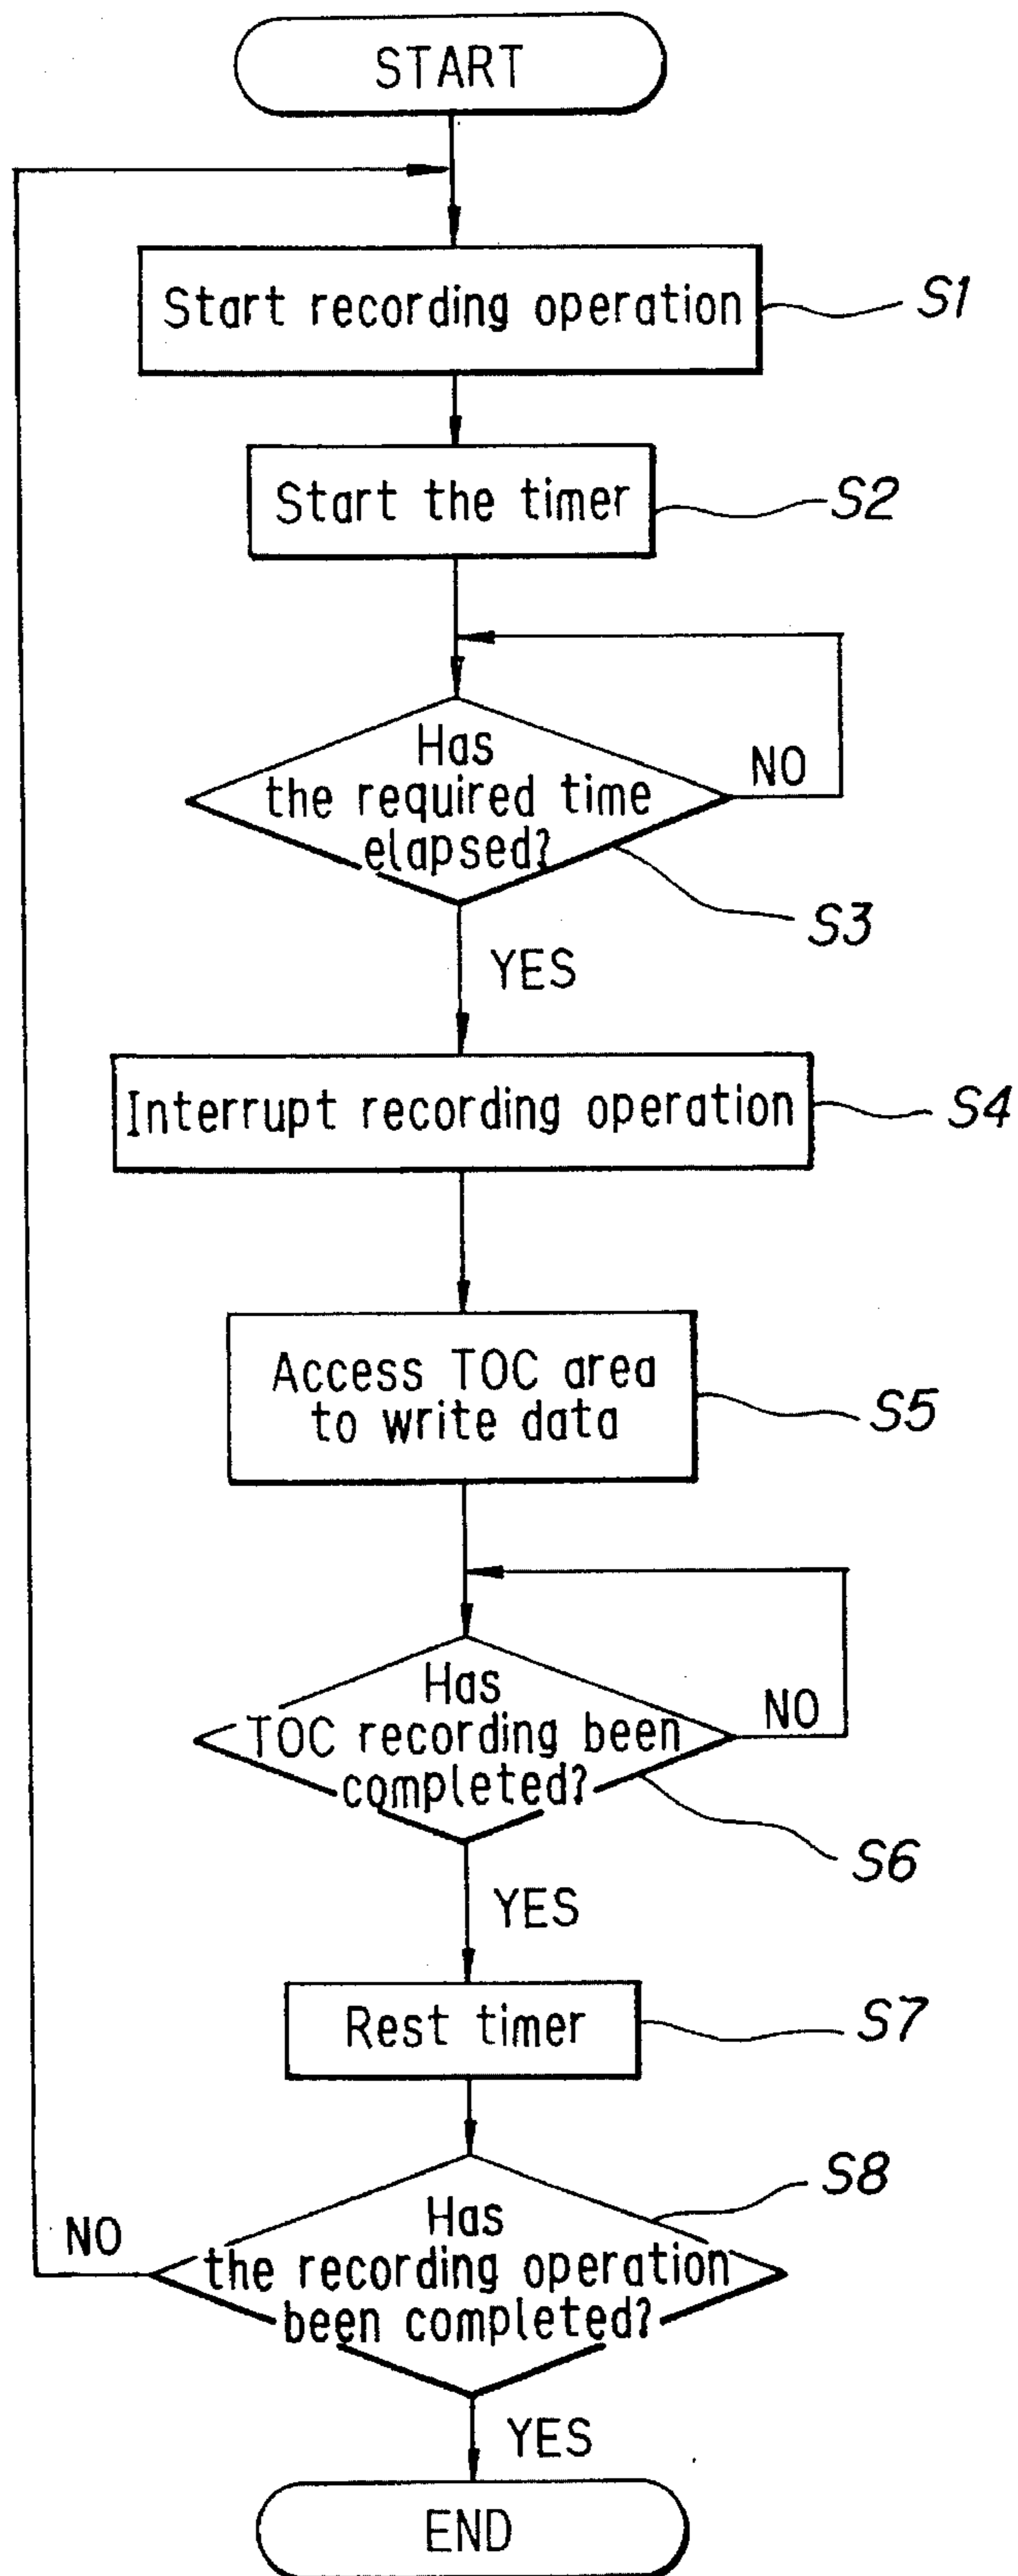 START
Start recording operation
S1
Start the timer
S2
Has
the required time
elapsed?
NO
S3
YES
Interrupt recording operation
S4
Access TOC area
to write data
S5
Has
TOC recording been
completed?
NO
S6
YES
Rest timer
S7
S8
Has
the recording operation
been completed?
NO
YES
END